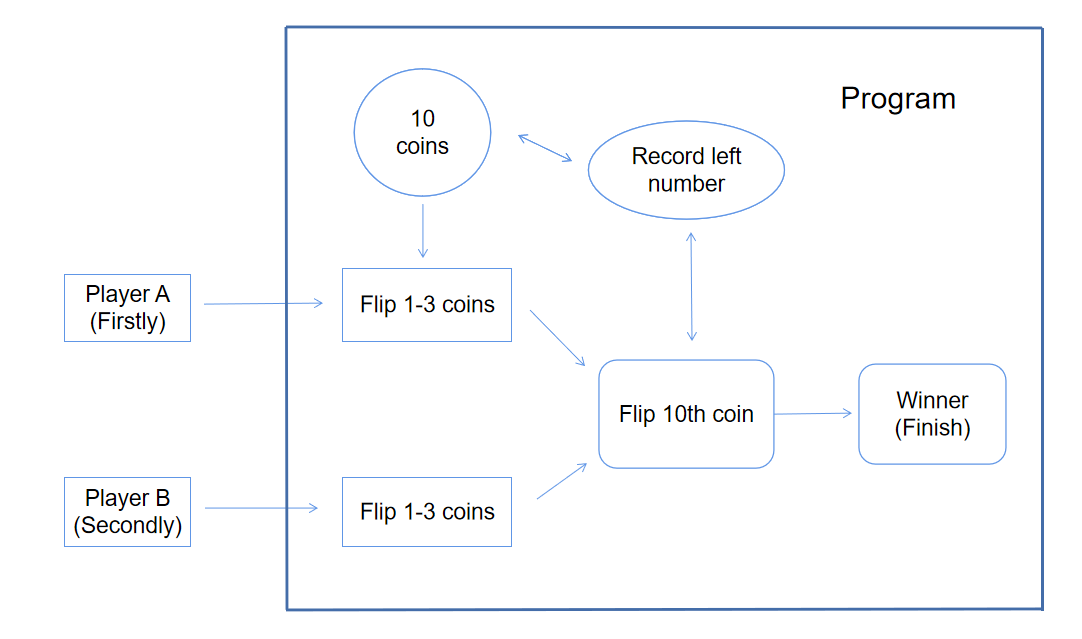 Program
10
coins
Record left
number
Player A
(Firstly)
Flip 1-3 coins
Flip 10th coin
Winner
(Finish)
Player B
(Secondly)
Flip 1-3 coins